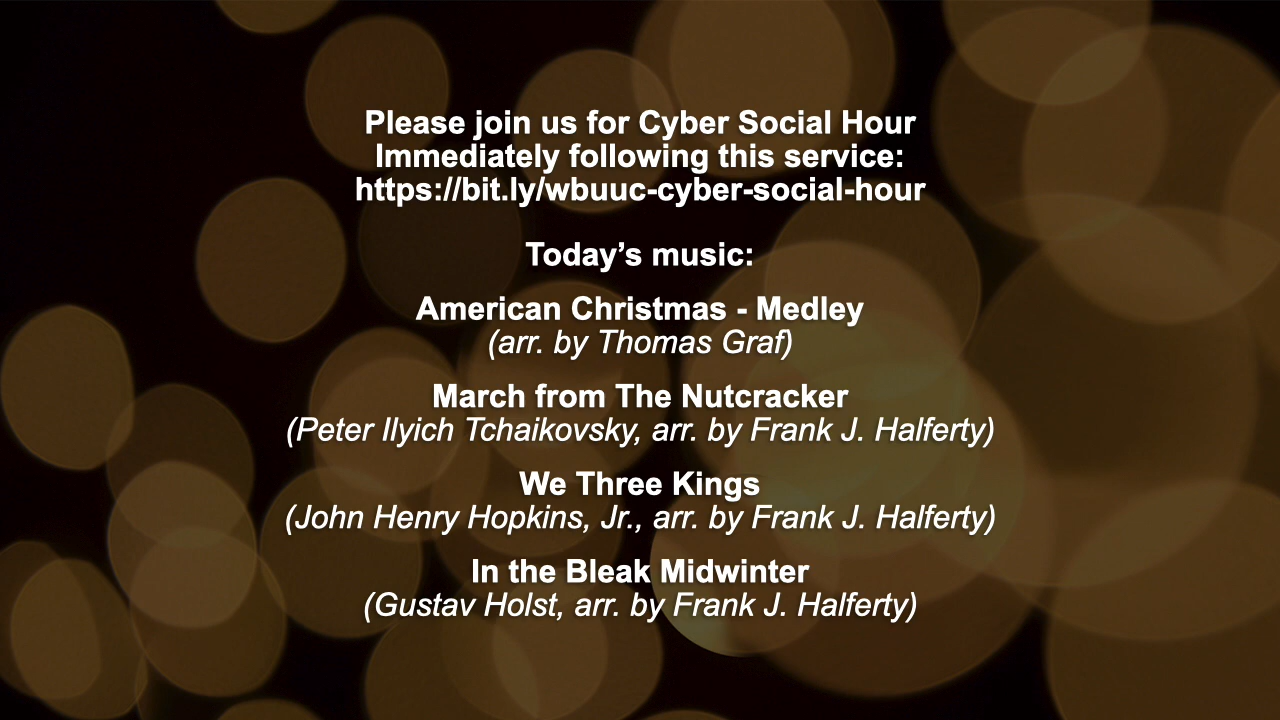 Please join us for Cyber Social Hour
Immediately following this service:
https://bit.ly/wbuuc-cyber-social-hour
Today’s music:
American Christmas - Medley
(arr. by Thomas Graf)
March from The Nutcracker
(Peter Ilyich Tchaikovsky, arr. by Frank J. Halferty)
We Three Kings
(John Henry Hopkins, Jr., arr. by Frank J. Halferty)
In the Bleak Midwinter
(Gustav Holst, arr. by Frank J. Halferty)